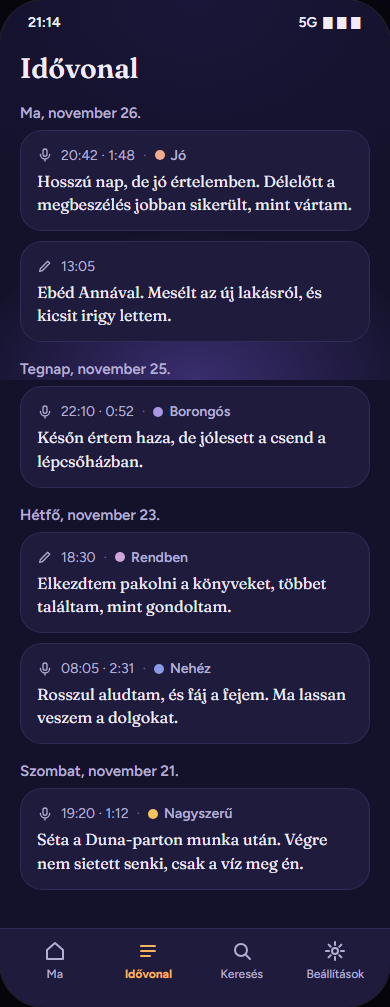 21:14 5G
Idővonal
Ma, november 26.
20:42 · 1:48 · Jó
Hosszú nap, de jó értelemben. Délelőtt a
megbeszélés jobban sikerült, mint vártam.
13:05
Ebéd Annával. Mesélt az új lakásról, és
kicsit irigy lettem.
Tegnap, november 25.
22:10 · 0:52 · Borongós
Későn értem haza, de jólesett a csend a
lépcsőházban.
Hétfő, november 23.
18:30 · Rendben
Elkezdtem pakolni a könyveket, többet
találtam, mint gondoltam.
08:05 · 2:31 · Nehéz
Rosszul aludtam, és fáj a fejem. Ma lassan
veszem a dolgokat.
Szombat, november 21.
19:20 · 1:12 · Nagyszerű
Séta a Duna-parton munka után. Végre
nem sietett senki, csak a víz meg én.
Ma Idővonal Keresés Beállítások